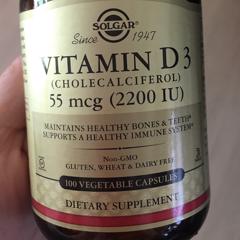 SOLGAR®
Since 1947
VITAMIN D3
(CHOLECALCIFEROL)
55 mcg (2200 IU)
MAINTAINS HEALTHY BONES & TEETH*
SUPPORTS A HEALTHY IMMUNE SYSTEM*
Non-GMO
GLUTEN, WHEAT & DAIRY FREE
100 VEGETABLE CAPSULES
DIETARY SUPPLEMENT